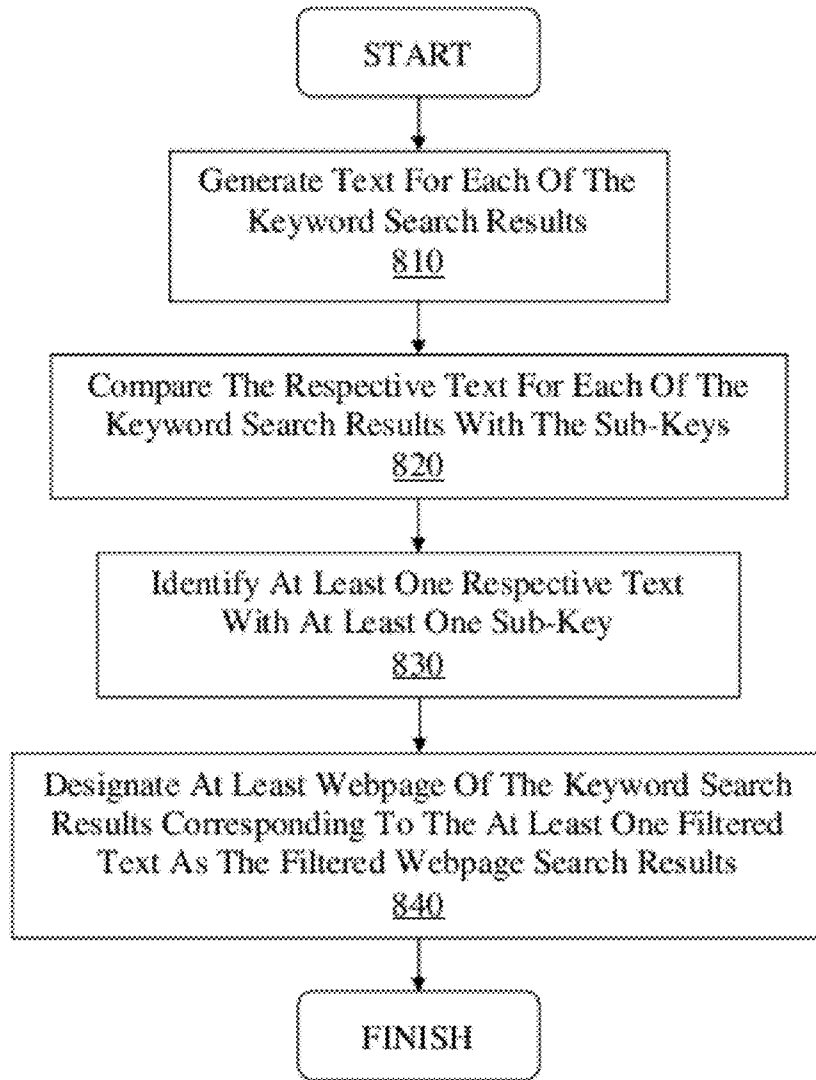 START
Generate Text For Each Of The
Keyword Search Results
810
Compare The Respective Text For Each Of The
Keyword Search Results With The Sub-Keys
820
Identify At Least One Respective Text
With At Least One Sub-Key
830
Designate At Least Webpage Of The Keyword Search
Results Corresponding To The At Least One Filtered
Text As The Filtered Webpage Search Results
840
FINISH